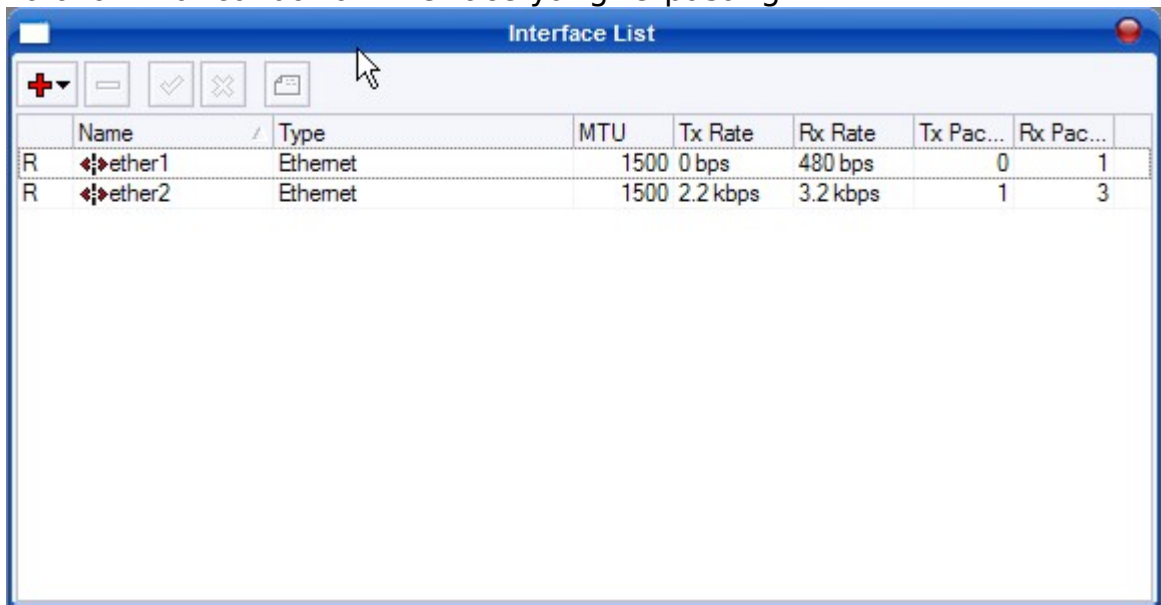 Interface List
Name Type MTU Tx Rate Rx Rate Tx Pac... Rx Pac...
R ether1 Ethernet 1500 0 bps 480 bps 0 1
R ether2 Ethernet 1500 2.2 kbps 3.2 kbps 1 3